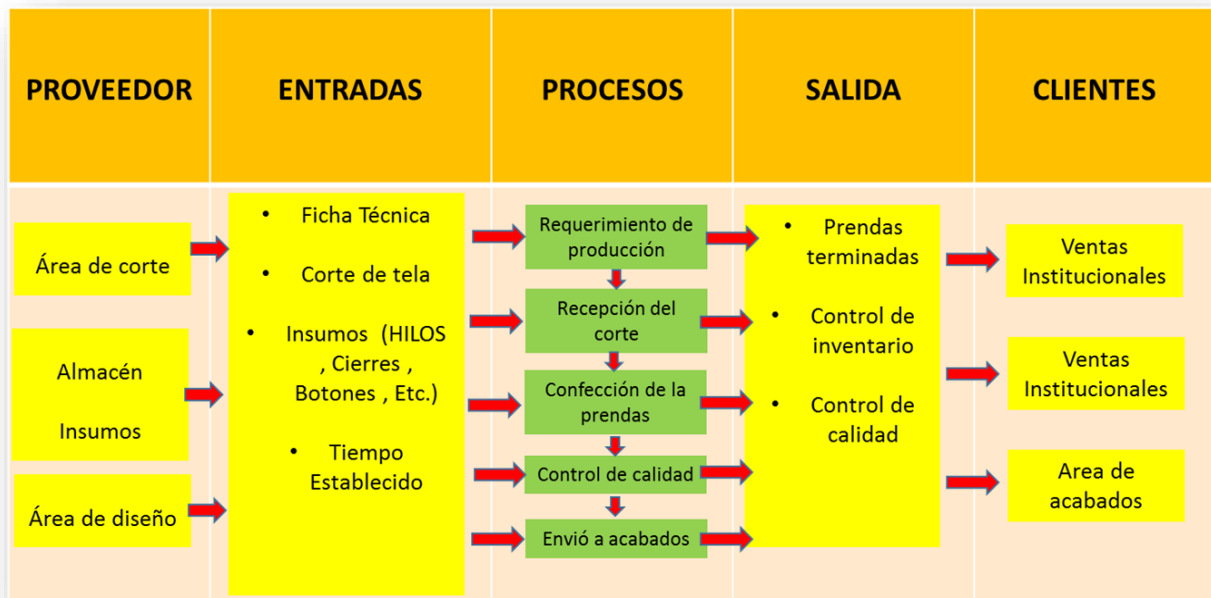 PROVEEDOR
ENTRADAS
PROCESOS
SALIDA
CLIENTES
Área de corte
Almacén
Insumos
Área de diseño
• Ficha Técnica
• Corte de tela
• Insumos (HILOS
, Cierres ,
Botones , Etc.)
• Tiempo
Establecido
Requerimiento de
producción
Recepción del
corte
Confección de la
prendas
Control de calidad
Envió a acabados
• Prendas
terminadas
• Control de
inventario
• Control de
calidad
Ventas
Institucionales
Ventas
Institucionales
Area de
acabados